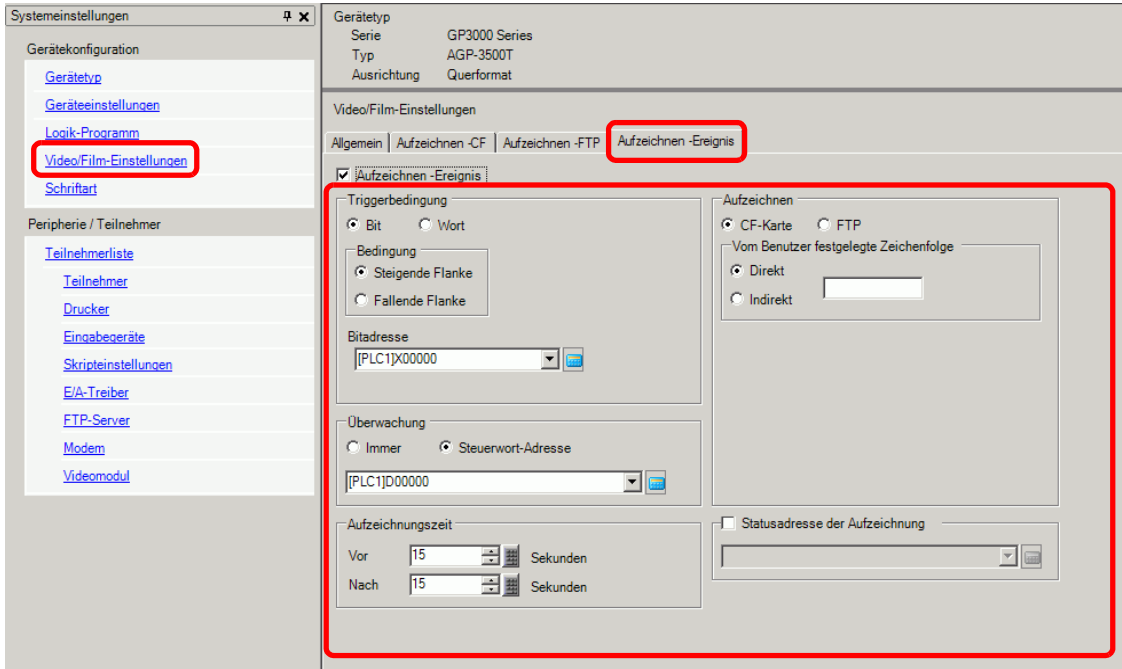 Systemeinstellungen
Gerätekonfiguration
Gerätetyp
Geräteeinstellungen
Logik-Programm
Video/Film-Einstellungen
Schriftart
Peripherie / Teilnehmer
Teilnehmerliste
Teilnehmer
Drucker
Eingabegeräte
Skripteinstellungen
E/A-Treiber
FTP-Server
Modem
Videomodul
Gerätetyp
Serie GP3000 Series
Typ AGP-3500T
Ausrichtung Querformat
Video/Film-Einstellungen
Allgemein Aufzeichnen -CF Aufzeichnen -FTP Aufzeichnen -Ereignis
Aufzeichnen -Ereignis
Triggerbedingung
Bit Wort
Bedingung
Steigende Flanke
Fallende Flanke
Bitadresse
[PLC1]X00000
Überwachung
Immer Steuerwort-Adresse
[PLC1]D00000
Aufzeichnungszeit
Vor 15 Sekunden
Nach 15 Sekunden
Aufzeichnen
CF-Karte FTP
Vom Benutzer festgelegte Zeichenfolge
Direkt
Indirekt
Statusadresse der Aufzeichnung